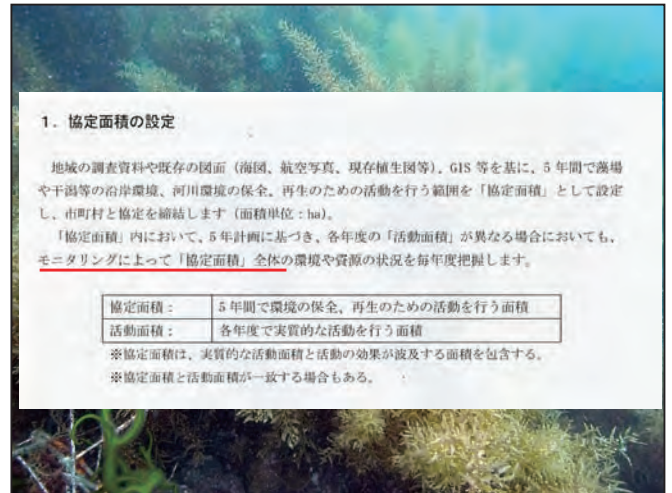 1．協定面積の設定
地域の調査資料や既存の図面（海図、航空写真、現存植生図等）、GIS 等を基に、5 年間で藻場
や干潟等の沿岸環境、河川環境の保全、再生のための活動を行う範囲を「協定面積」として設定
し、市町村と協定を締結します（面積単位：ha）。
「協定面積」内において、5 年計画に基づき、各年度の「活動面積」が異なる場合においても、
モニタリングによって「協定面積」全体の環境や資源の状況を毎年度把握します。
協定面積： 5 年間で環境の保全、再生のための活動を行う面積
活動面積： 各年度で実質的な活動を行う面積
※協定面積は、実質的な活動面積と活動の効果が波及する面積を包含する。
※協定面積と活動面積が一致する場合もある。